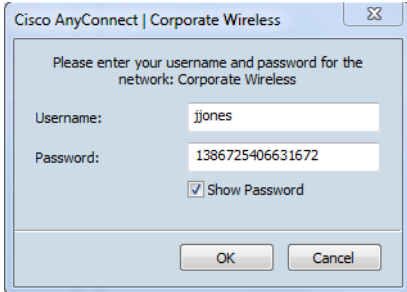 Cisco AnyConnect | Corporate Wireless
Please enter your username and password for the
network: Corporate Wireless
Username:
jjones
Password:
1386725406631672
Show Password
OK
Cancel